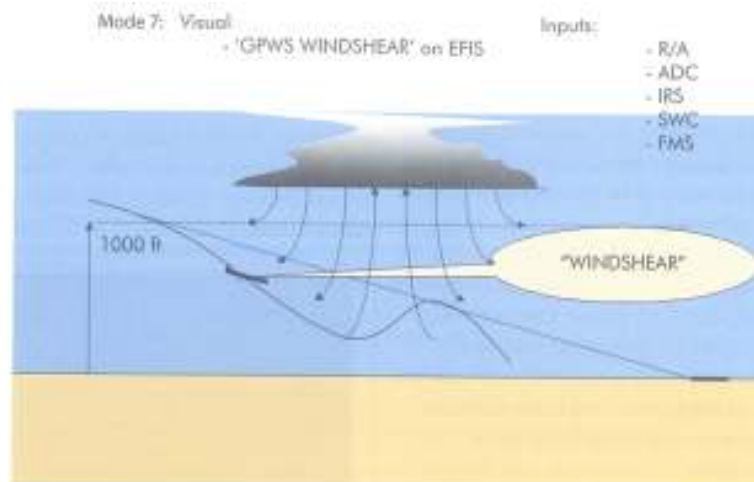 Mode 7: Visual
- 'GPWS WINDSHEAR' on EFIS
Inputs:
- R/A
- ADC
- IRS
- SWC
- FMS
1000 ft
"WINDSHEAR"